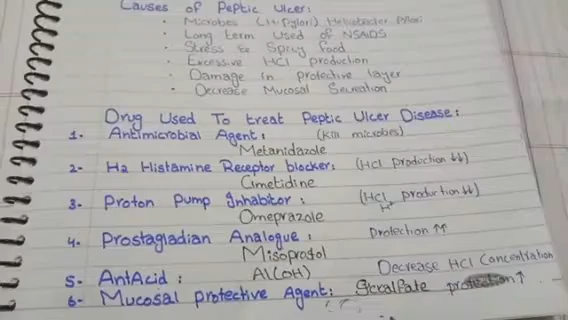 Causes of Peptic Ulcer:
• Microbes (H. Pylori) Helicobacter Pylori
• Long term Used of NSAIDS
• Stress & Spicy food
• Excessive HCl production
• Damage in protective layer
• Decrease Mucosal Secreation
Drug Used To treat Peptic Ulcer Disease:
1. Antimicrobial Agent: (Kill microbes)
Metanidazole
2- H2 Histamine Receptor blocker: (HCl production ↓↓)
Cimetidine
3. Proton Pump Inhabitor: (HCl production ↓↓)
H+
Omeprazole
4. Prostagladian Analogue: Protection ↑↑
Misoprotol
5- AntAcid: Al(OH) Decrease HCl Concentration
6- Mucosal protective Agent: Scralfate protection ↑